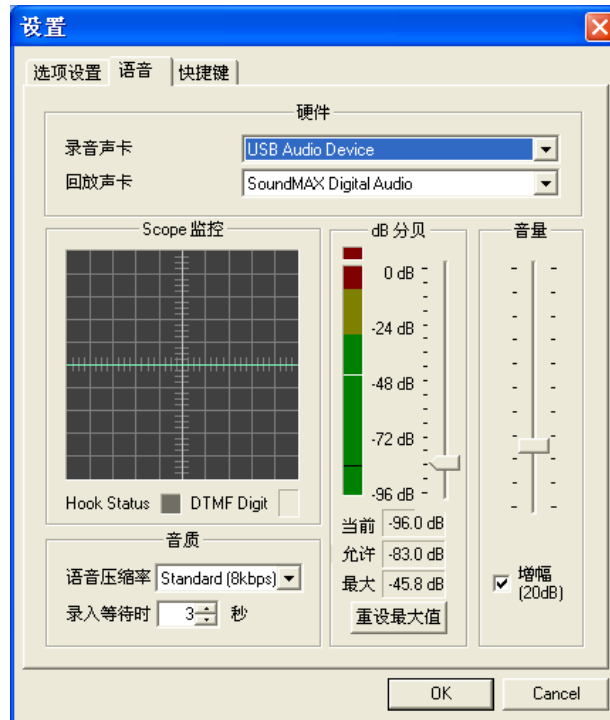 设置
选项设置 语音 快捷键
硬件
录音声卡 USB Audio Device
回放声卡 SoundMAX Digital Audio
Scope 监控
Hook Status DTMF Digit
dB 分贝
0 dB
-24 dB
-48 dB
-72 dB
-96 dB
当前 -96.0 dB
允许 -83.0 dB
最大 -45.8 dB
重设最大值
音量
增幅
(20dB)
音质
语音压缩率 Standard (8kbps)
录入等待时 3 秒
OK Cancel